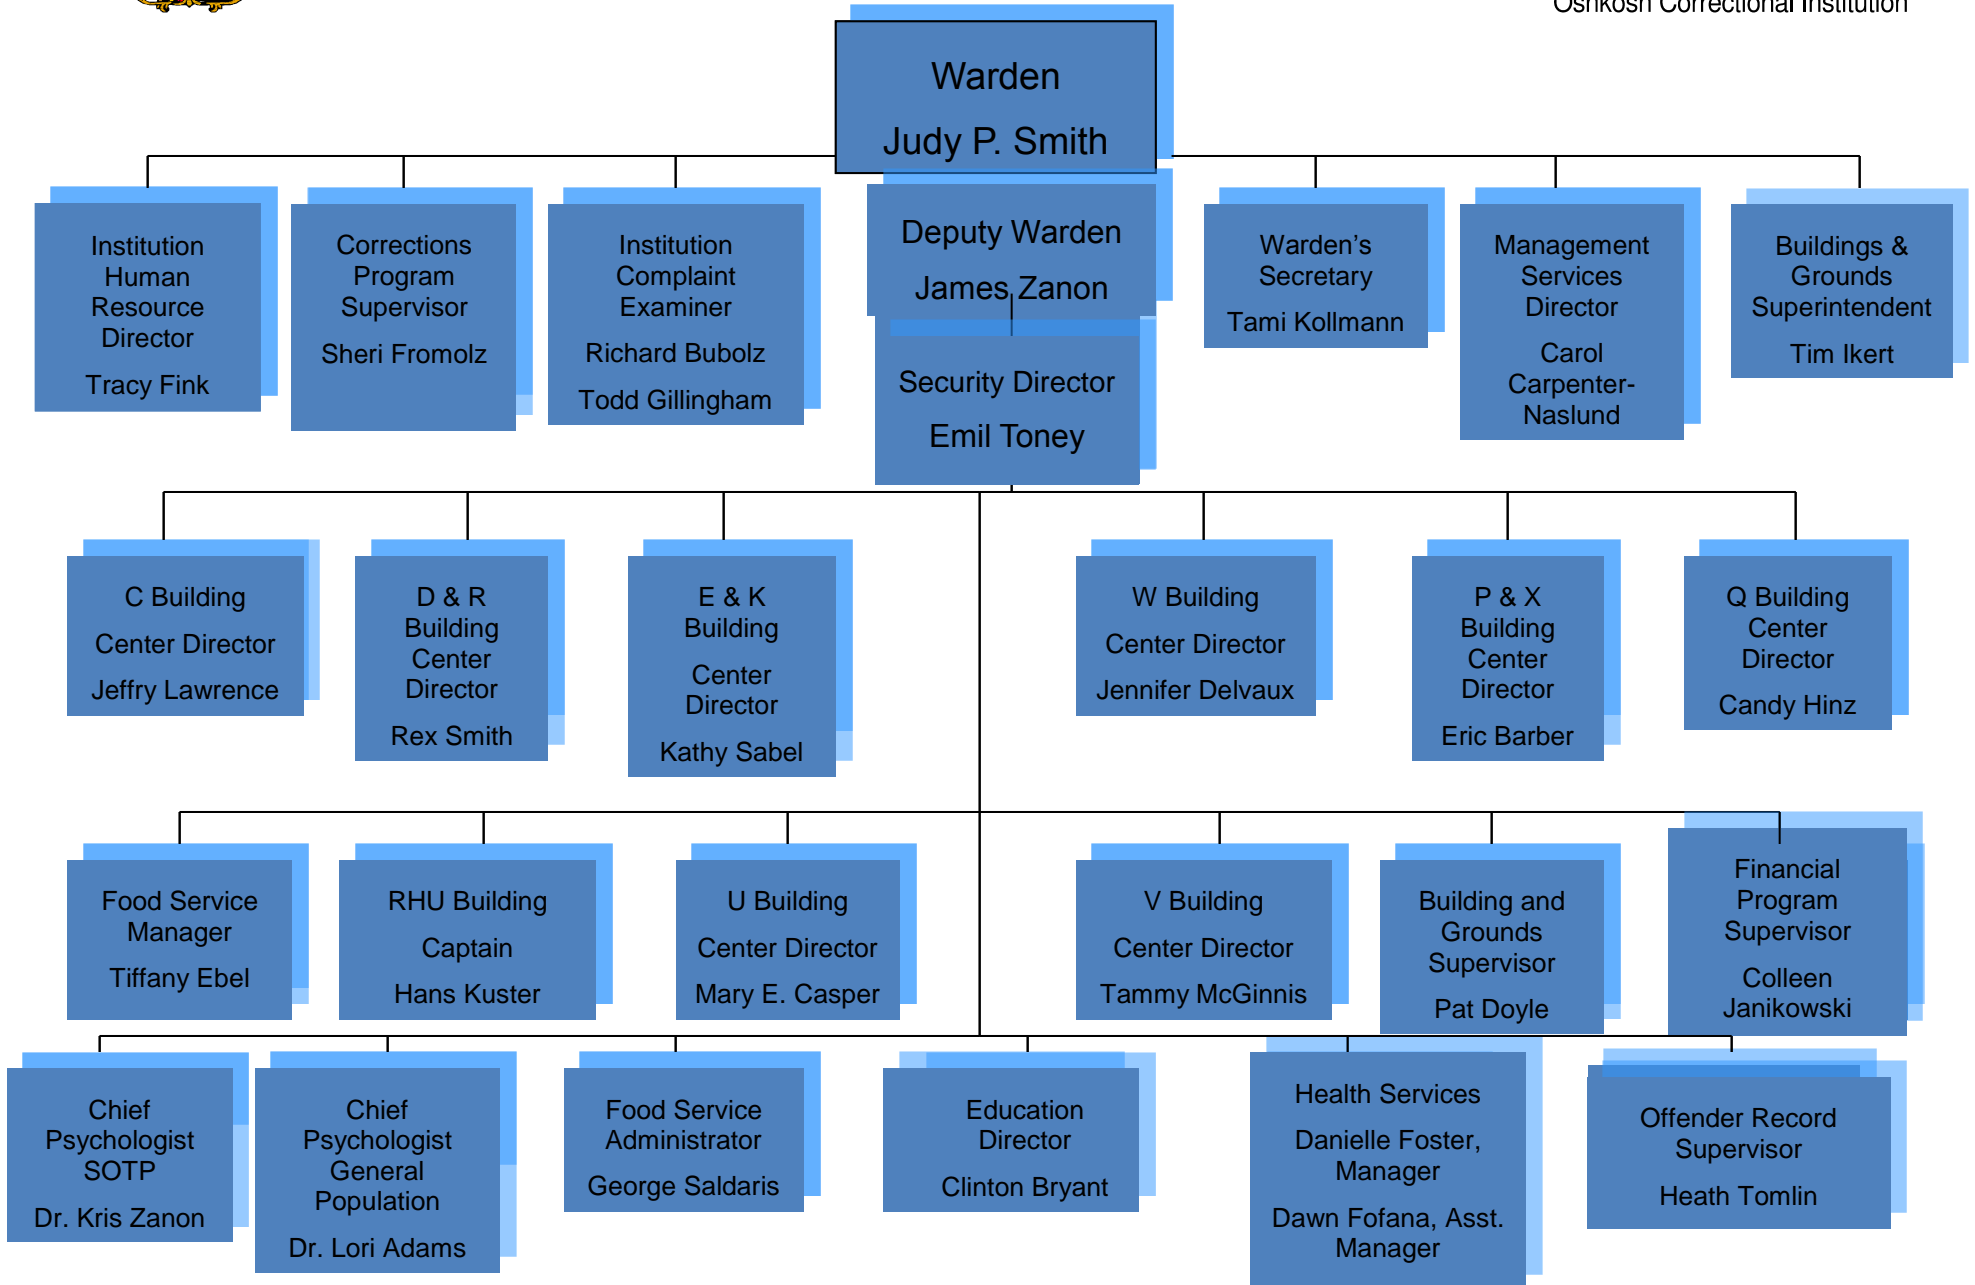 Oshkosh Correctional Institution
Warden
Judy P. Smith
Institution
Human
Resource
Director
Tracy Fink
Corrections
Program
Supervisor
Sheri Fromolz
Institution
Complaint
Examiner
Richard Bubolz
Todd Gillingham
Deputy Warden
James Zanon
Security Director
Emil Toney
Warden’s
Secretary
Tami Kollmann
Management
Services
Director
Carol
Carpenter-
Naslund
Buildings &
Grounds
Superintendent
Tim Ikert
C Building
Center Director
Jeffry Lawrence
D & R
Building
Center
Director
Rex Smith
E & K
Building
Center
Director
Kathy Sabel
W Building
Center Director
Jennifer Delvaux
P & X
Building
Center
Director
Eric Barber
Q Building
Center
Director
Candy Hinz
Food Service
Manager
Tiffany Ebel
RHU Building
Captain
Hans Kuster
U Building
Center Director
Mary E. Casper
V Building
Center Director
Tammy McGinnis
Building and
Grounds
Supervisor
Pat Doyle
Financial
Program
Supervisor
Colleen
Janikowski
Chief
Psychologist
SOTP
Dr. Kris Zanon
Chief
Psychologist
General
Population
Dr. Lori Adams
Food Service
Administrator
George Saldaris
Education
Director
Clinton Bryant
Health Services
Danielle Foster,
Manager
Dawn Fofana, Asst.
Manager
Offender Record
Supervisor
Heath Tomlin